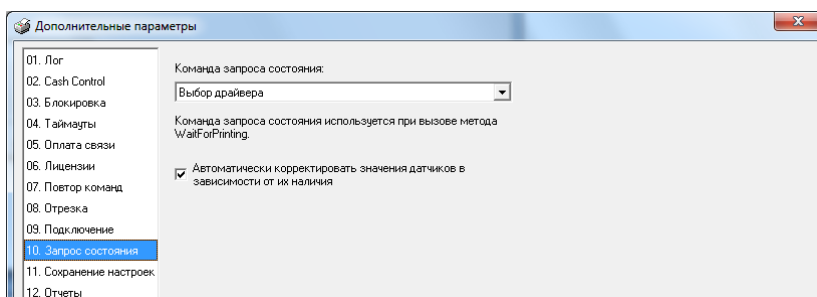 Дополнительные параметры
01. Лог
02. Cash Control
03. Блокировка
04. Таймауты
05. Оплата связи
06. Лицензии
07. Повтор команд
08. Отрезка
09. Подключение
10. Запрос состояния
11. Сохранение настроек
12. Отчеты
Команда запроса состояния:
Выбор драйвера
Команда запроса состояния используется при вызове метода
WaitForPrinting.
Автоматически корректировать значения датчиков в
зависимости от их наличия